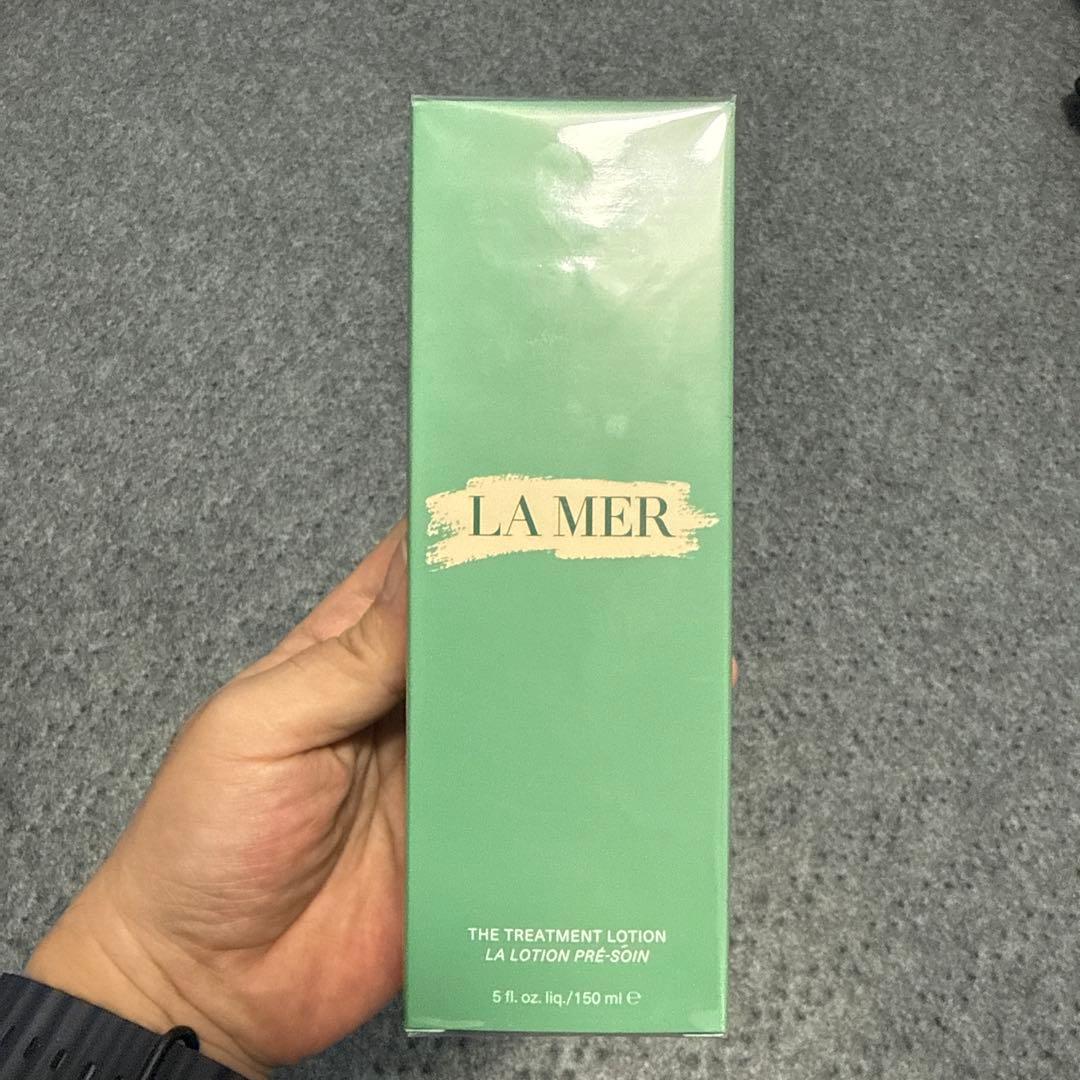 LA MER
THE TREATMENT LOTION
LA LOTION PRÉ-SOIN
5 fl. oz. liq./150 ml ℮